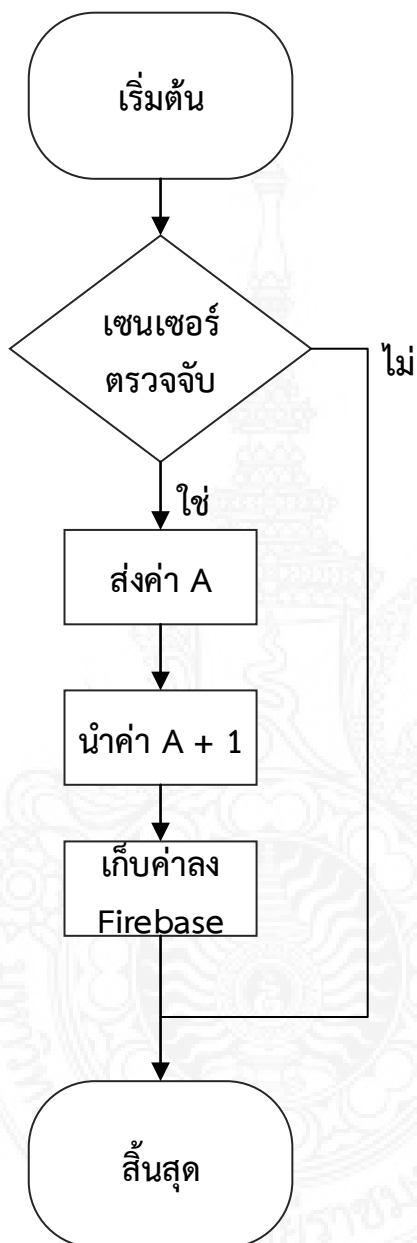 เริ่มต้น
เซนเซอร์
ตรวจจับ
ไม่
ใช่
ส่งค่า A
นำค่า A + 1
เก็บค่าลง
Firebase
สิ้นสุด